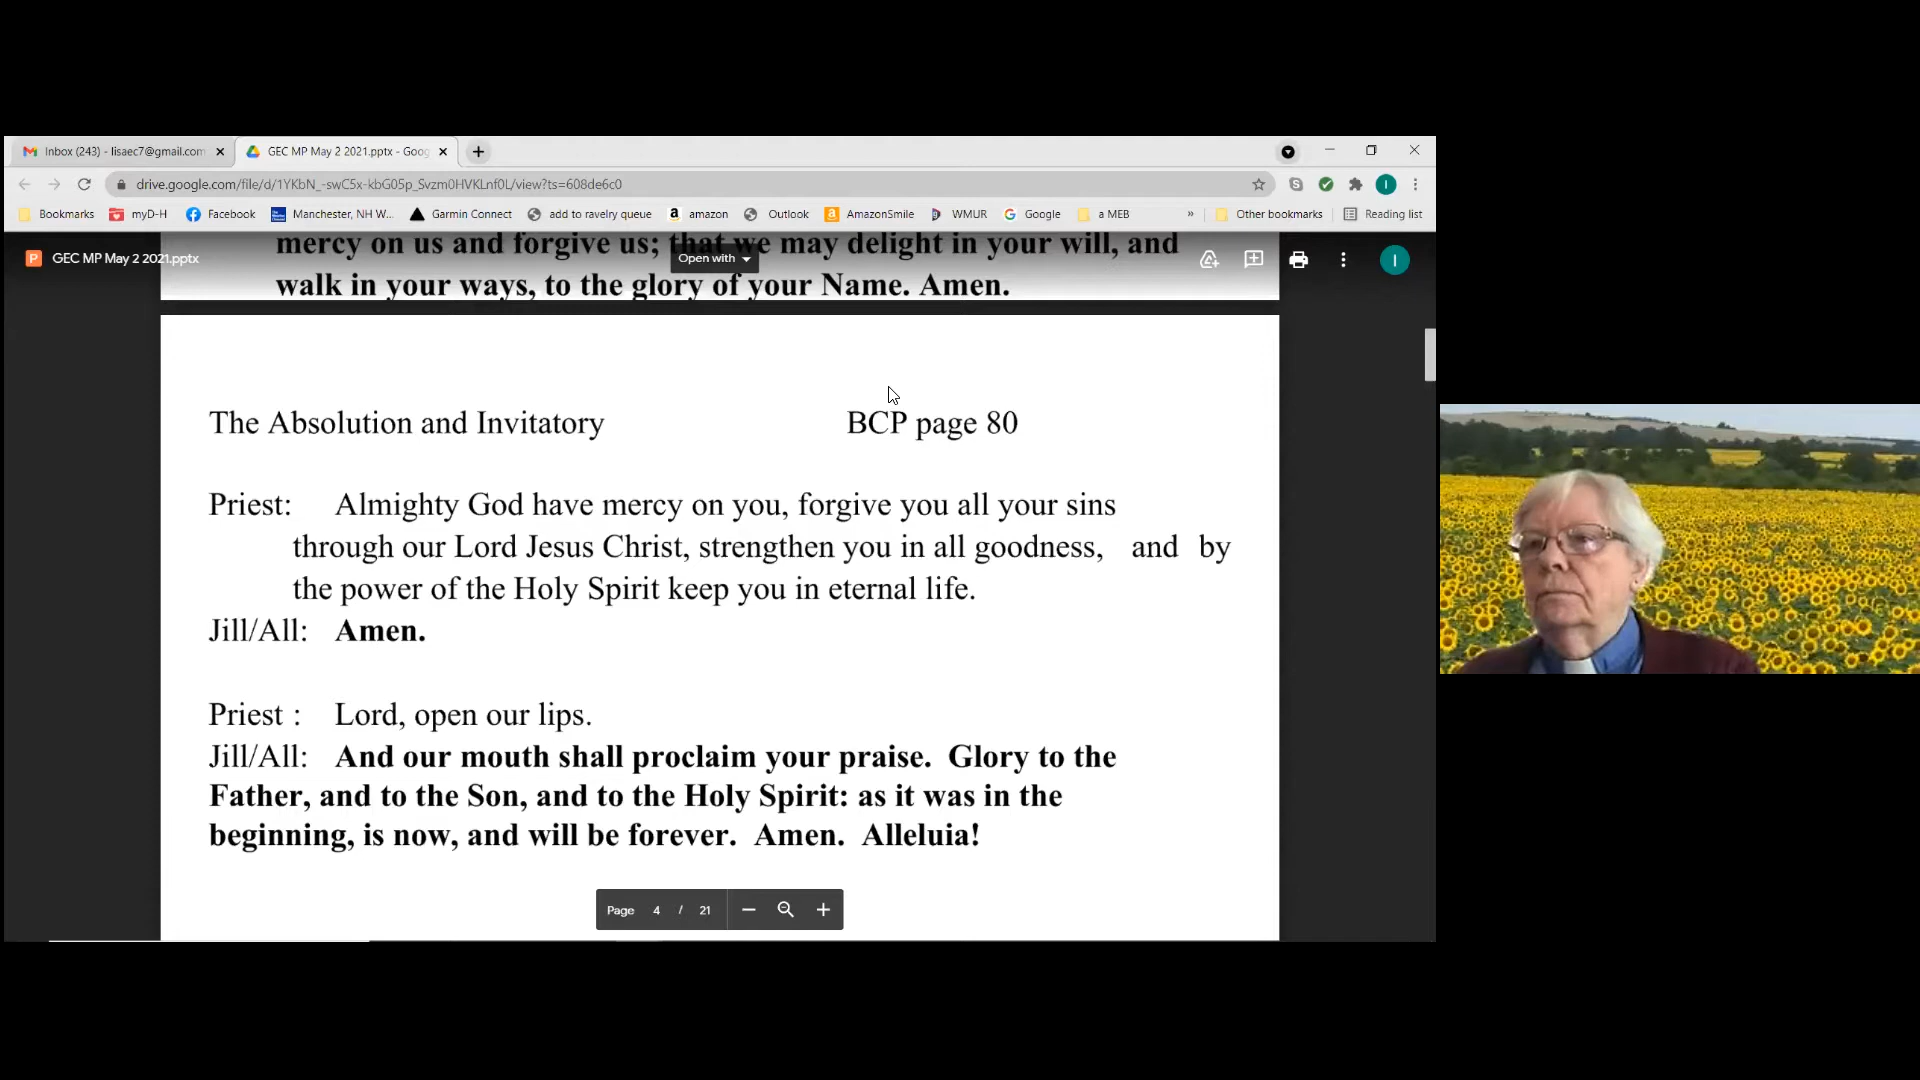 Inbox (243) - lisaec7@gmail.com
GEC MP May 2 2021.pptx - Goog
drive.google.com/file/d/1YKbN_-swC5x-kbG05p_Svzm0HVKLnf0L/view?ts=608de6c0
Bookmarks myD-H Facebook Manchester, NH W... Garmin Connect add to ravelry queue amazon Outlook AmazonSmile WMUR Google a MEB » Other bookmarks Reading list
mercy on us and forgive us; that we may delight in your will, and
GEC MP May 2 2021.pptx
Open with
walk in your ways, to the glory of your Name. Amen.
The Absolution and Invitatory BCP page 80
Priest: Almighty God have mercy on you, forgive you all your sins
through our Lord Jesus Christ, strengthen you in all goodness, and by
the power of the Holy Spirit keep you in eternal life.
Jill/All: Amen.
Priest : Lord, open our lips.
Jill/All: And our mouth shall proclaim your praise. Glory to the
Father, and to the Son, and to the Holy Spirit: as it was in the
beginning, is now, and will be forever. Amen. Alleluia!
Page 4 / 21